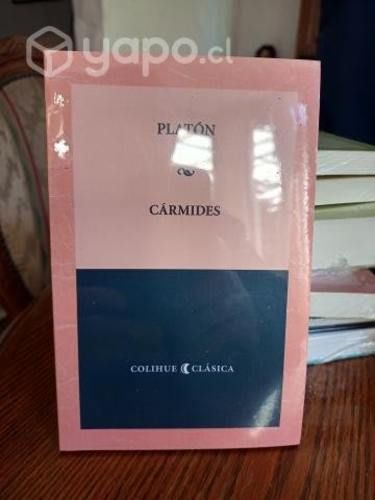 yapo.cl
PLATÓN
CÁRMIDES
COLIHUE CLÁSICA